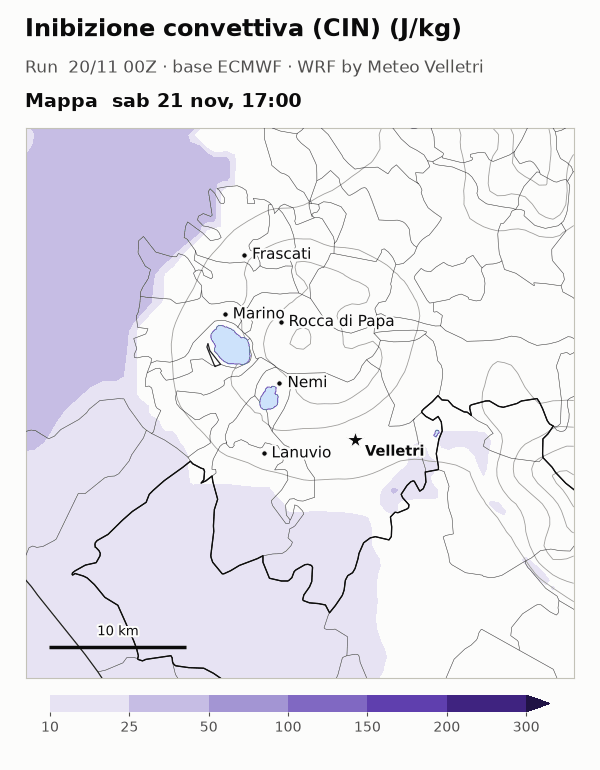 Inibizione convettiva (CIN) (J/kg)
Run  20/11 00Z · base ECMWF · WRF by Meteo Velletri
Mappa  sab 21 nov, 17:00
Frascati
Marino
Rocca di Papa
Nemi
Velletri
Lanuvio
10 km
10 25 50 100 150 200 300